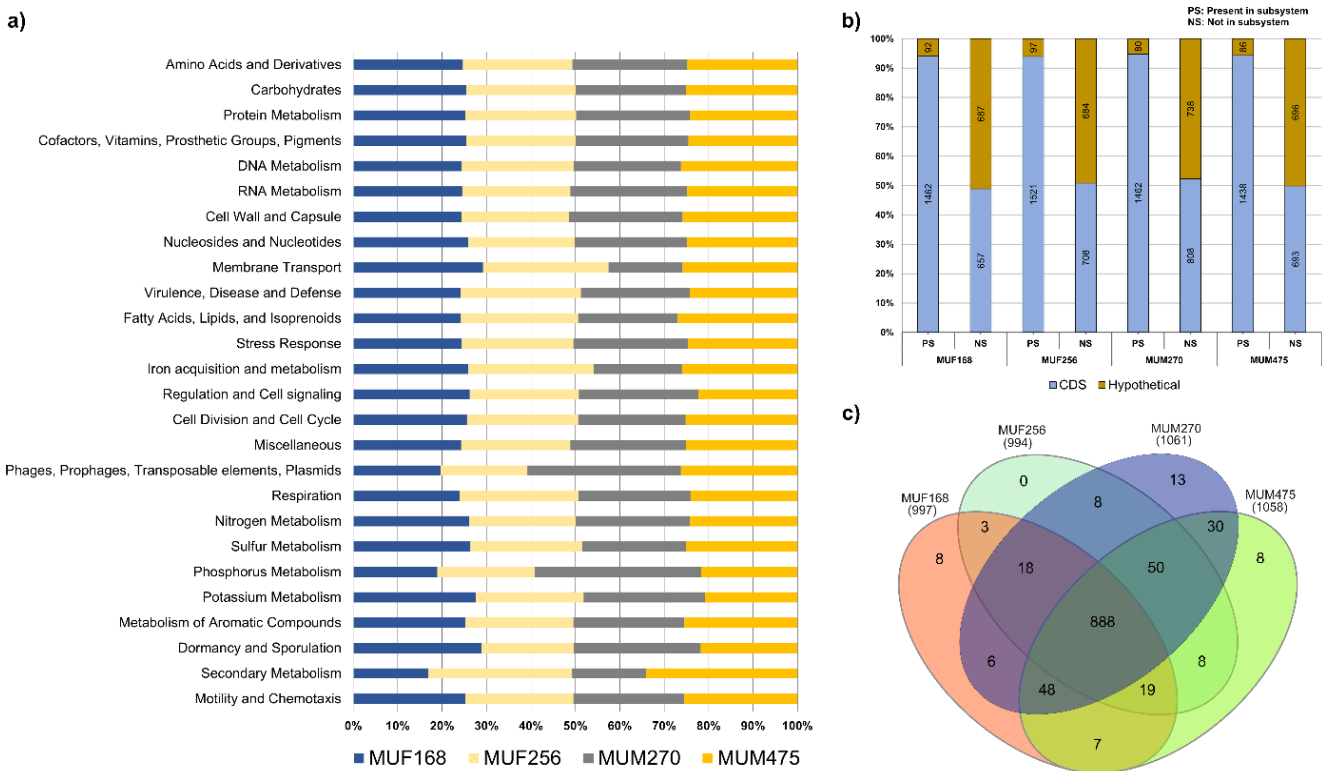 a)
Amino Acids and Derivatives
Carbohydrates
Protein Metabolism
Cofactors, Vitamins, Prosthetic Groups, Pigments
DNA Metabolism
RNA Metabolism
Cell Wall and Capsule
Nucleosides and Nucleotides
Membrane Transport
Virulence, Disease and Defense
Fatty Acids, Lipids, and Isoprenoids
Stress Response
Iron acquisition and metabolism
Regulation and Cell signaling
Cell Division and Cell Cycle
Miscellaneous
Phages, Prophages, Transposable elements, Plasmids
Respiration
Nitrogen Metabolism
Sulfur Metabolism
Phosphorus Metabolism
Potassium Metabolism
Metabolism of Aromatic Compounds
Dormancy and Sporulation
Secondary Metabolism
Motility and Chemotaxis
0% 10% 20% 30% 40% 50% 60% 70% 80% 90% 100%
MUF168 MUF256 MUM270 MUM475
b)
PS: Present in subsystem
NS: Not in subsystem
100%
90%
80%
70%
60%
50%
40%
30%
20%
10%
0%
92 687 97 684 80 738 86 696
1482 657 1521 708 1462 808 1438 693
PS NS PS NS PS NS PS NS
MUF168 MUF256 MUM270 MUM475
CDS Hypothetical
c)
MUF256
(994)
MUM270
(1061)
MUF168
(997)
MUM475
(1058)
0
13
8
3
30
8
18
50
8
888
6
8
48
19
7